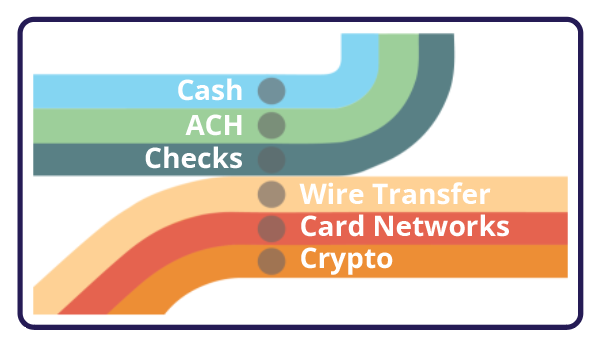 Cash
ACH
Checks
Wire Transfer
Card Networks
Crypto